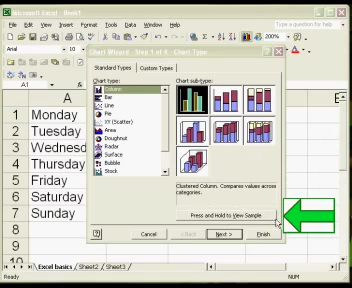 Microsoft Excel - Book1
File Edit View Insert Format Tools Data Window Help
Type a question for help
200%
Arial 10
Chart Wizard - Step 1 of 4 - Chart Type
Standard Types Custom Types
Chart type: Chart sub-type:
Column
Bar
Line
Pie
XY (Scatter)
Area
Doughnut
Radar
Surface
Bubble
Stock
Clustered Column. Compares values across
categories.
Press and Hold to View Sample
Cancel < Back Next > Finish
A1
A
1 Monday
2 Tuesday
3 Wednesd
4 Thursday
5 Friday
6 Saturday
7 Sunday
8
9
10
Excel basics / Sheet2 / Sheet3 /
Ready NUM